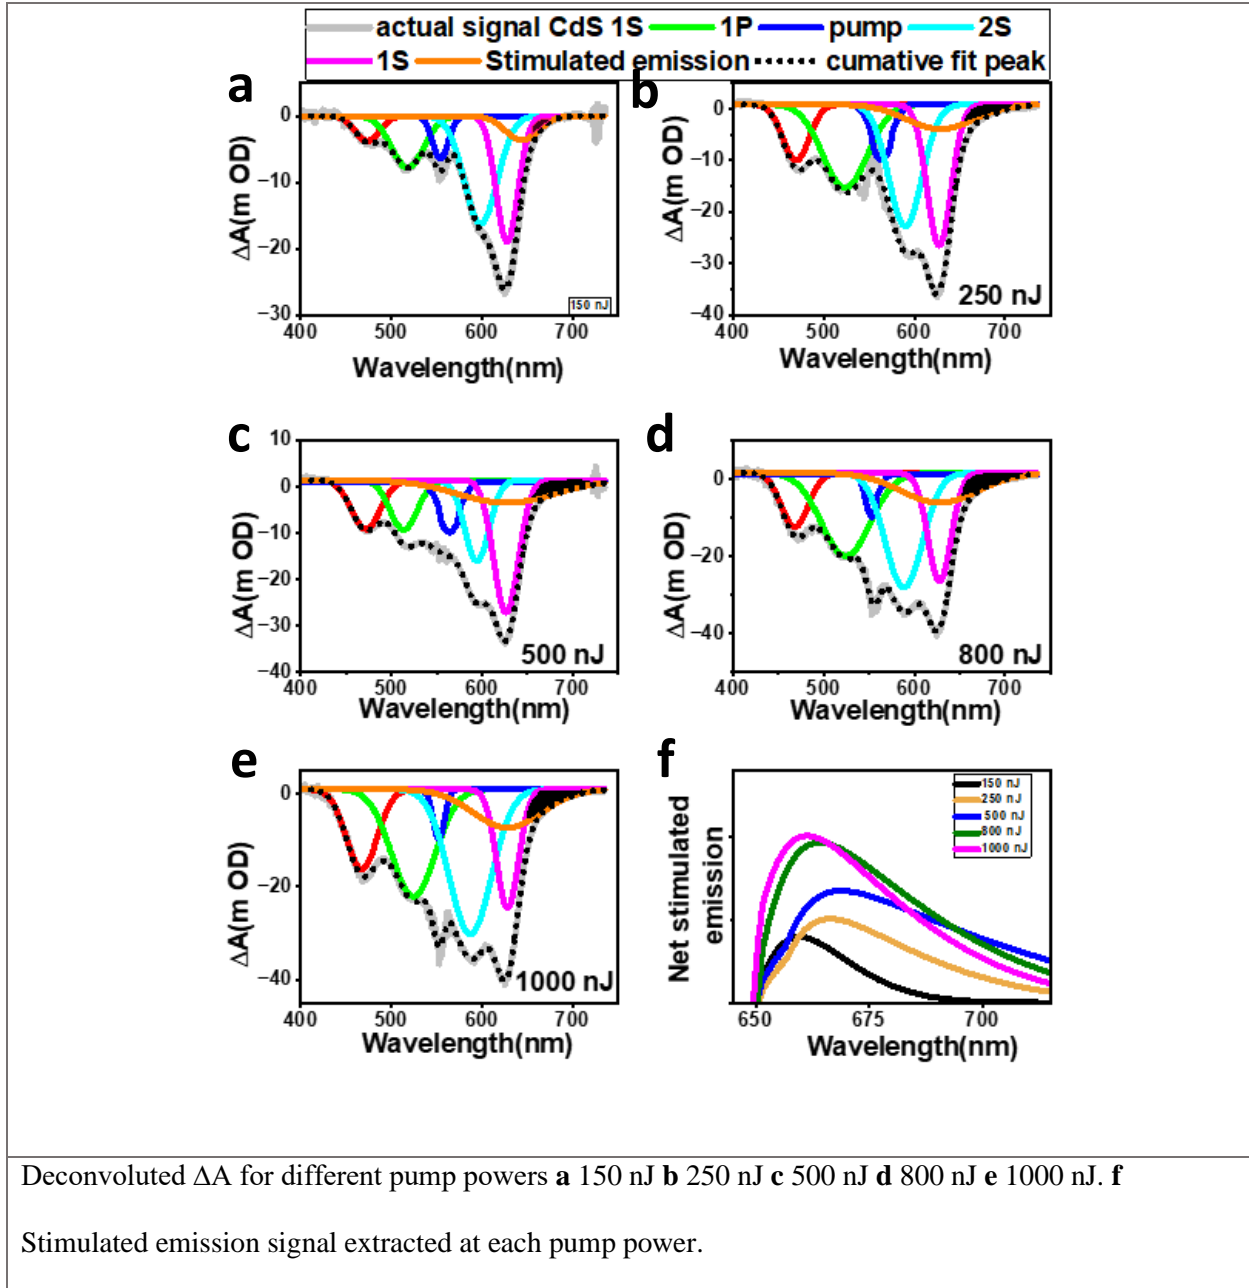 actual signal CdS 1S 1P pump 2S
1S Stimulated emission cumative fit peak
a
0
−10
−20
−30
ΔA(m OD)
150 nJ
400 500 600 700
Wavelength(nm)
b
0
−10
−20
−30
−40
ΔA(m OD)
250 nJ
400 500 600 700
Wavelength(nm)
c
10
0
−10
−20
−30
−40
ΔA(m OD)
500 nJ
400 500 600 700
Wavelength(nm)
d
0
−20
−40
ΔA(m OD)
800 nJ
400 500 600 700
Wavelength(nm)
e
0
−20
−40
ΔA(m OD)
1000 nJ
400 500 600 700
Wavelength(nm)
f
Net stimulated
emission
150 nJ
250 nJ
500 nJ
800 nJ
1000 nJ
650 675 700
Wavelength(nm)
Deconvoluted ΔA for different pump powers a 150 nJ b 250 nJ c 500 nJ d 800 nJ e 1000 nJ. f
Stimulated emission signal extracted at each pump power.